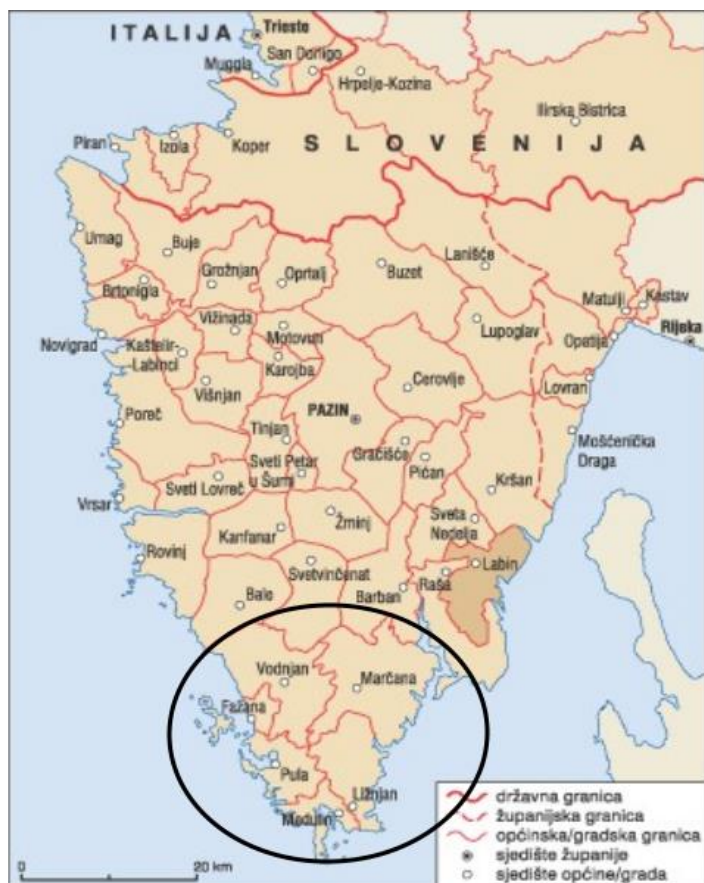 ITALIJA
Trieste
San Dorligo
Muggia
Hrpelje-Kozina
Ilirska Bistrica
Piran
Izola
Koper
SLOVENIJA
Umag
Buje
Lanišće
Grožnjan
Oprtalj
Buzet
Brtonigla
Matulji
Kastav
Vižinada
Motovun
Lupoglav
Opatija
Rijeka
Novigrad
Kaštelir-
Labinci
Karojba
Višnjan
Cerovlje
Lovran
Poreč
PAZIN
Tinjan
Gračišće
Mošćenička
Draga
Sveti Petar
u Šumi
Pićan
Sveti Lovreč
Kršan
Vrsar
Žminj
Sveta
Nedelja
Kanfanar
Rovinj
Svetvinčenat
Labin
Raša
Barban
Bale
Vodnjan
Marčana
Fažana
Pula
Ližnjan
Medulin
državna granica
županijska granica
općinska/gradska granica
sjedište županije
sjedište općine/grada
0 20 km